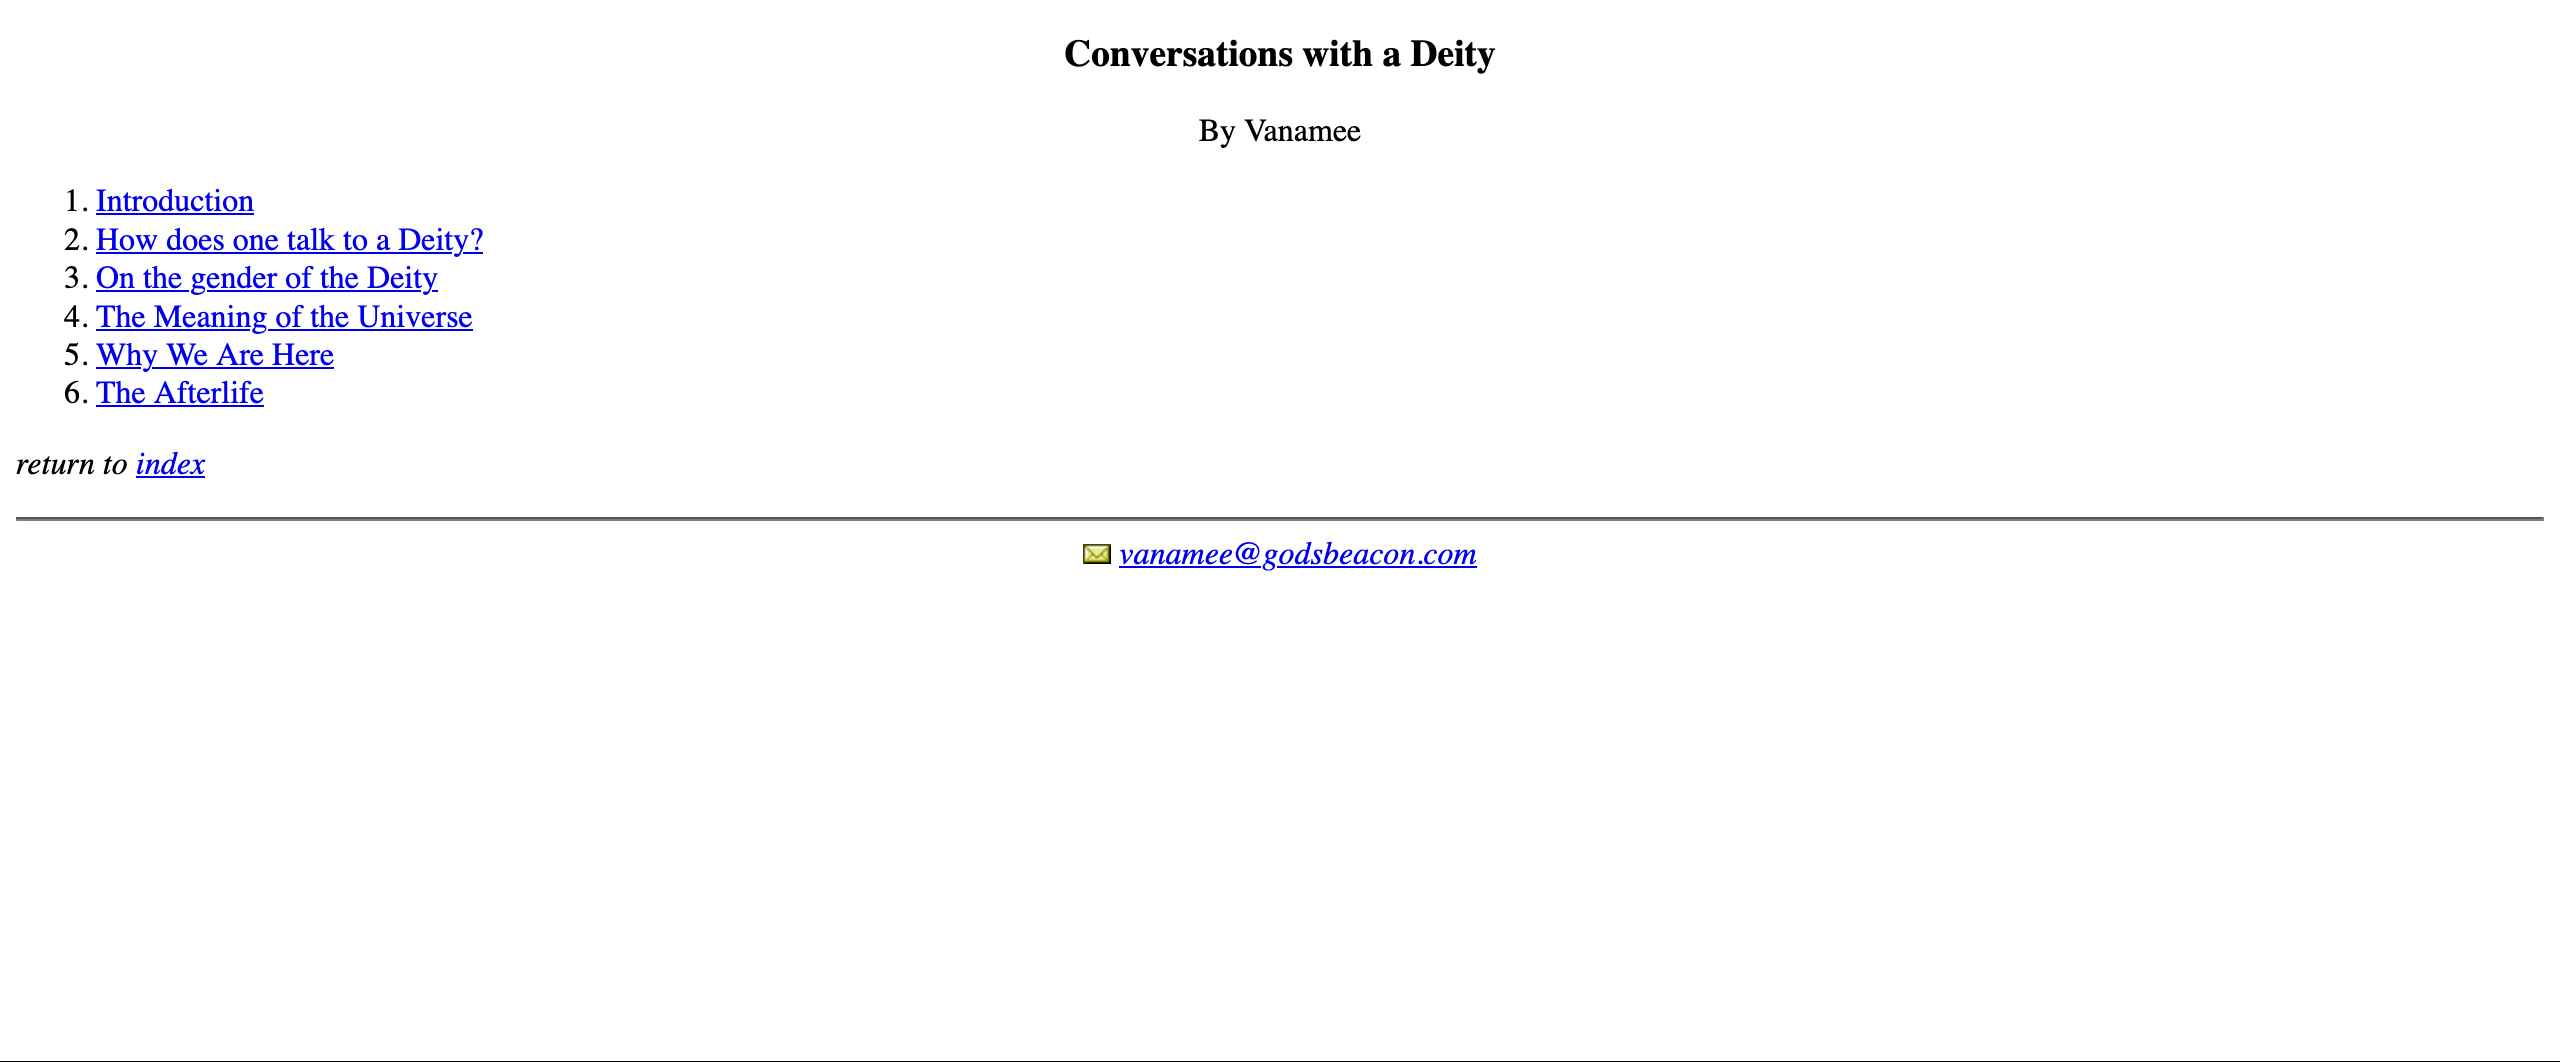 Conversations with a Deity
By Vanamee
1. Introduction
2. How does one talk to a Deity?
3. On the gender of the Deity
4. The Meaning of the Universe
5. Why We Are Here
6. The Afterlife
return to index
vanamee@godsbeacon.com